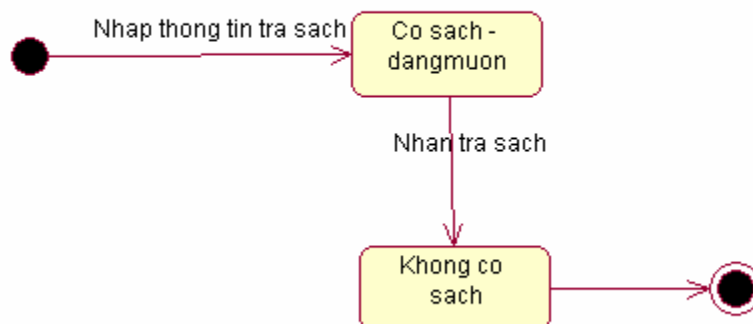 Nhap thong tin tra sach
Co sach -
dangmuon
Nhan tra sach
Khong co
sach